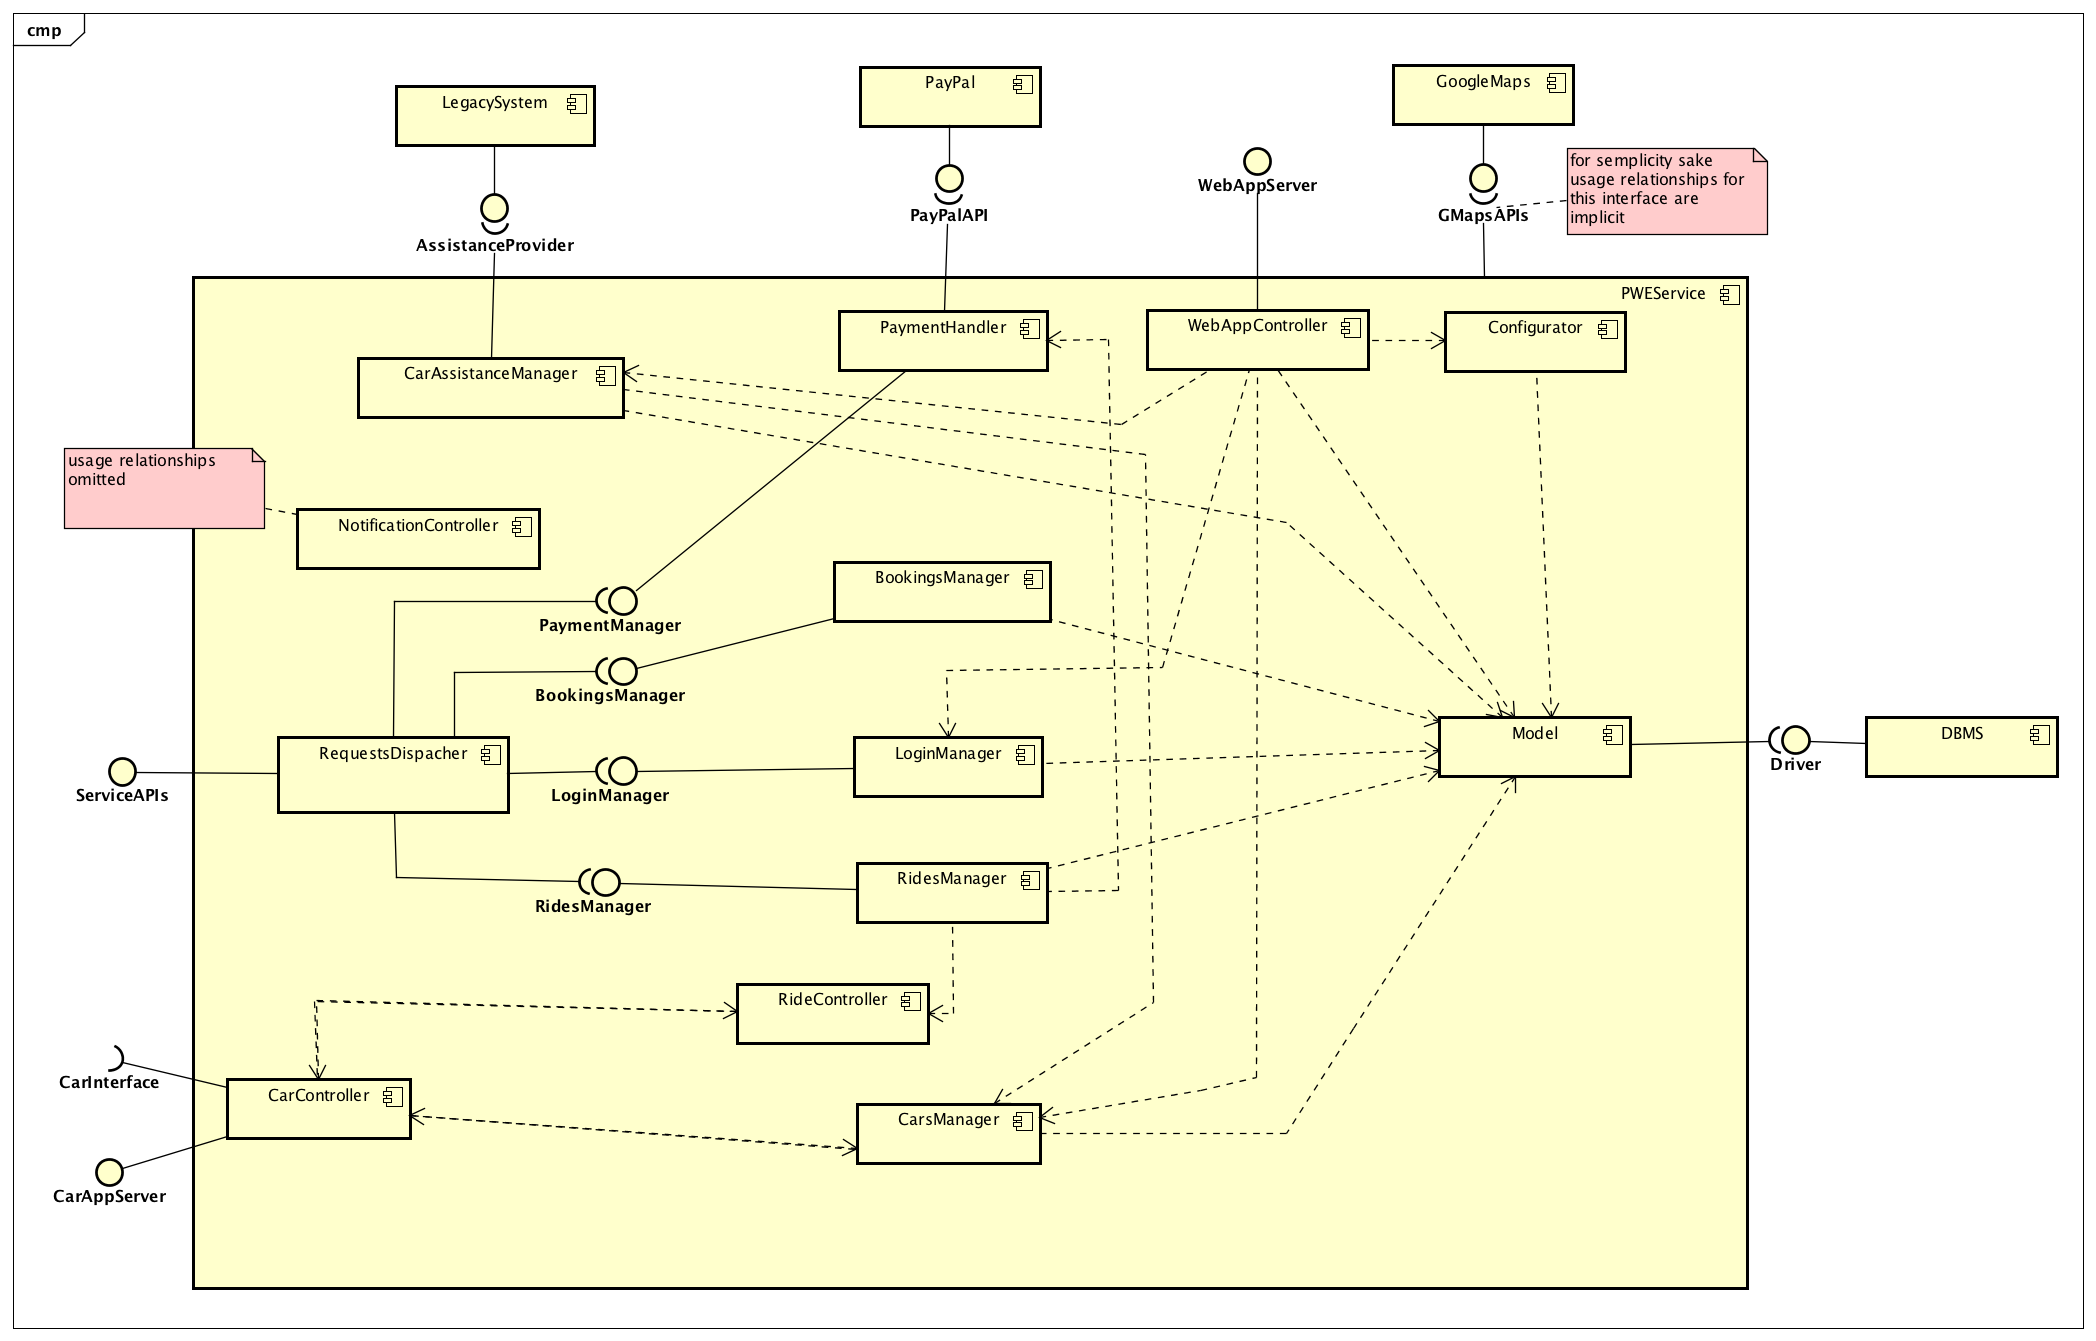 cmp
LegacySystem
PayPal
GoogleMaps
AssistanceProvider
PayPalAPI
WebAppServer
GMapsAPIs
for semplicity sake
usage relationships for
this interface are
implicit
PWEService
CarAssistanceManager
PaymentHandler
WebAppController
Configurator
usage relationships
omitted
NotificationController
BookingsManager
PaymentManager
BookingsManager
RequestsDispacher
LoginManager
Model
DBMS
ServiceAPIs
LoginManager
Driver
RidesManager
RidesManager
RideController
CarInterface
CarController
CarsManager
CarAppServer